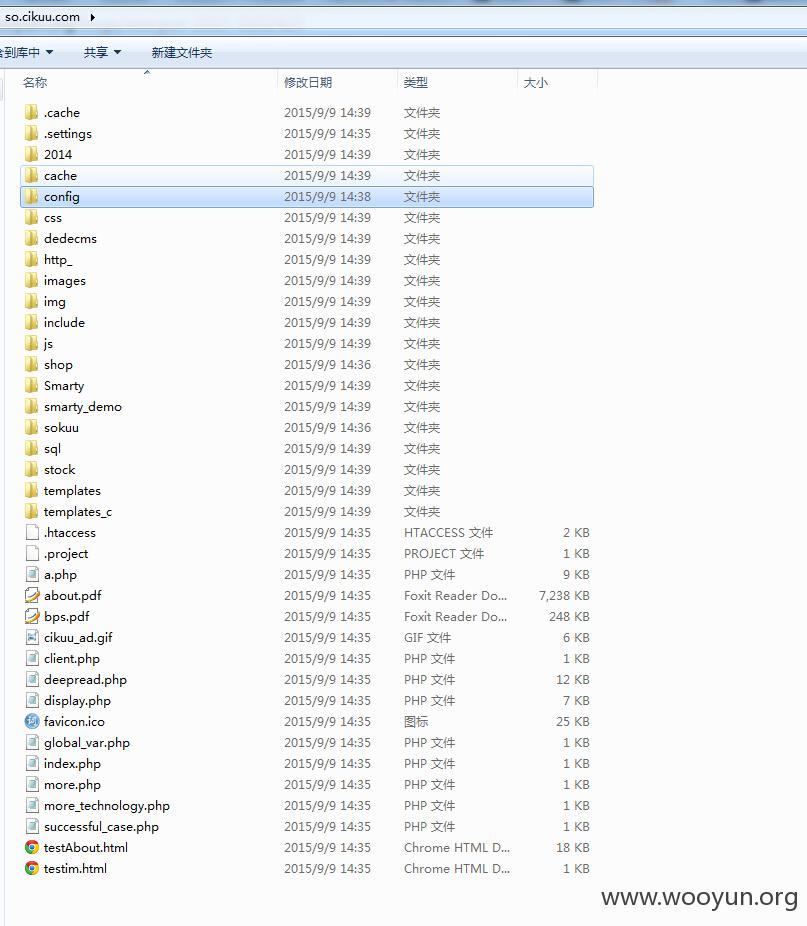 so.cikuu.com
含到库中 共享 新建文件夹
名称 修改日期 类型 大小
.cache 2015/9/9 14:39 文件夹
.settings 2015/9/9 14:35 文件夹
2014 2015/9/9 14:39 文件夹
cache 2015/9/9 14:39 文件夹
config 2015/9/9 14:38 文件夹
css 2015/9/9 14:39 文件夹
dedecms 2015/9/9 14:39 文件夹
http_ 2015/9/9 14:39 文件夹
images 2015/9/9 14:39 文件夹
img 2015/9/9 14:39 文件夹
include 2015/9/9 14:39 文件夹
js 2015/9/9 14:39 文件夹
shop 2015/9/9 14:36 文件夹
Smarty 2015/9/9 14:39 文件夹
smarty_demo 2015/9/9 14:39 文件夹
sokuu 2015/9/9 14:36 文件夹
sql 2015/9/9 14:39 文件夹
stock 2015/9/9 14:39 文件夹
templates 2015/9/9 14:39 文件夹
templates_c 2015/9/9 14:39 文件夹
.htaccess 2015/9/9 14:35 HTACCESS 文件 2 KB
.project 2015/9/9 14:35 PROJECT 文件 1 KB
a.php 2015/9/9 14:35 PHP 文件 9 KB
about.pdf 2015/9/9 14:35 Foxit Reader Do... 7,238 KB
bps.pdf 2015/9/9 14:35 Foxit Reader Do... 248 KB
cikuu_ad.gif 2015/9/9 14:35 GIF 文件 6 KB
client.php 2015/9/9 14:35 PHP 文件 1 KB
deepread.php 2015/9/9 14:35 PHP 文件 12 KB
display.php 2015/9/9 14:35 PHP 文件 7 KB
favicon.ico 2015/9/9 14:35 图标 25 KB
global_var.php 2015/9/9 14:35 PHP 文件 1 KB
index.php 2015/9/9 14:35 PHP 文件 1 KB
more.php 2015/9/9 14:35 PHP 文件 1 KB
more_technology.php 2015/9/9 14:35 PHP 文件 1 KB
successful_case.php 2015/9/9 14:35 PHP 文件 1 KB
testAbout.html 2015/9/9 14:35 Chrome HTML D... 18 KB
testim.html 2015/9/9 14:35 Chrome HTML D... 1 KB
www.wooyun.org